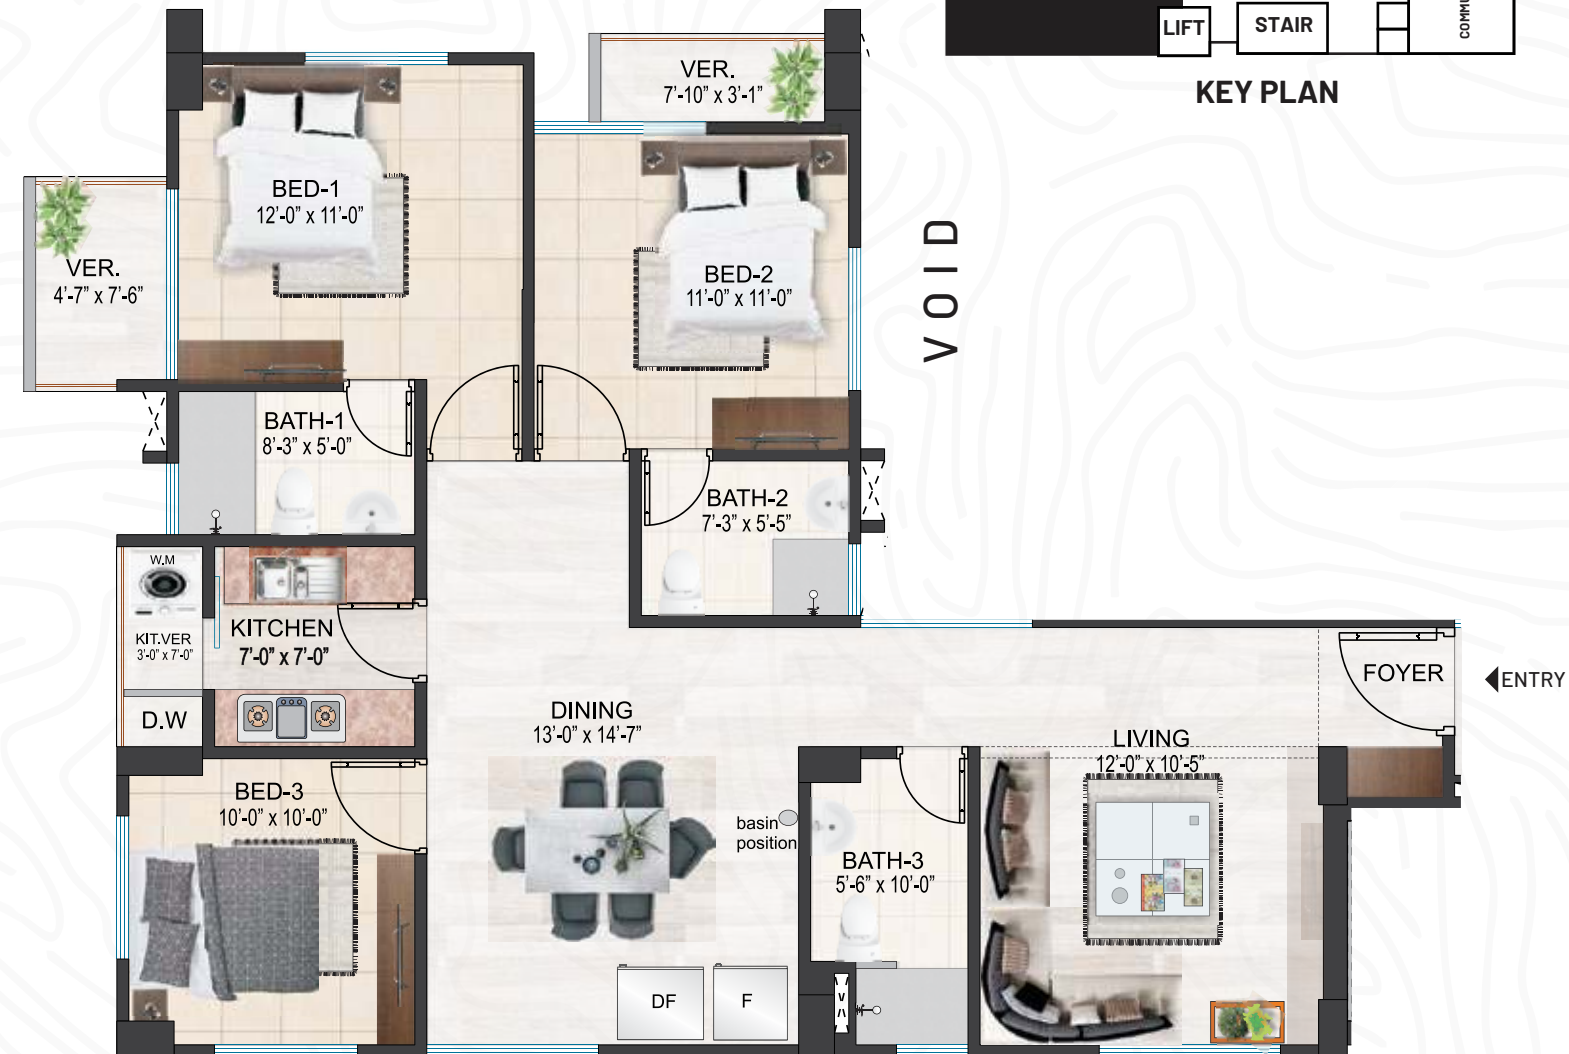 LIFT
STAIR
KEY PLAN
VER.
7'-10" x 3'-1"
BED-1
12'-0" x 11'-0"
VER.
4'-7" x 7'-6"
BED-2
11'-0" x 11'-0"
VOID
BATH-1
8'-3" x 5'-0"
BATH-2
7'-3" x 5'-5"
W.M
KIT.VER
3'-0" x 7'-0"
KITCHEN
7'-0" x 7'-0"
D.W
FOYER
ENTRY
DINING
13'-0" x 14'-7"
LIVING
12'-0" x 10'-5"
BED-3
10'-0" x 10'-0"
basin
position
BATH-3
5'-6" x 10'-0"
DF
F